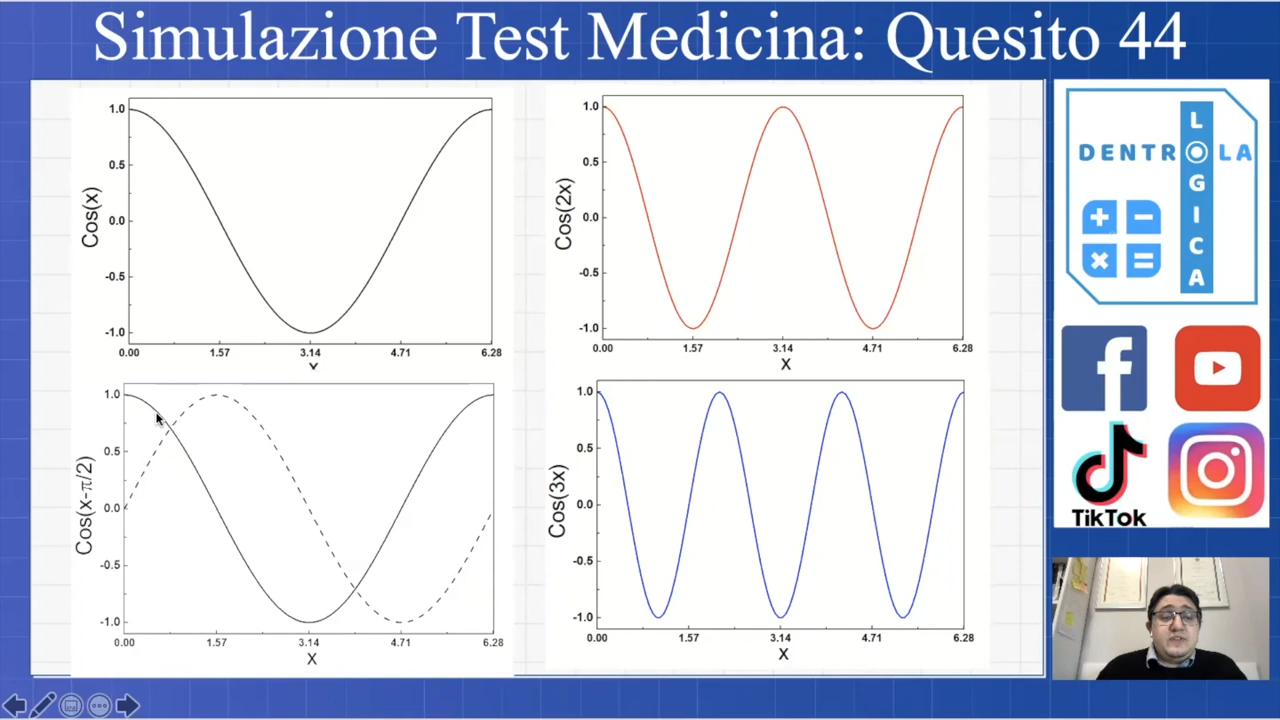 Simulazione Test Medicina: Quesito 44
Cos(x)
1.0
0.5
0.0
-0.5
-1.0
0.00 1.57 3.14 4.71 6.28
Cos(2x)
1.0
0.5
0.0
-0.5
-1.0
0.00 1.57 3.14 4.71 6.28
X
Cos(x-π/2)
1.0
0.5
0.0
-0.5
-1.0
0.00 1.57 3.14 4.71 6.28
X
Cos(3x)
1.0
0.5
0.0
-0.5
-1.0
0.00 1.57 3.14 4.71 6.28
X
DENTRO LA
LOGICA
TikTok